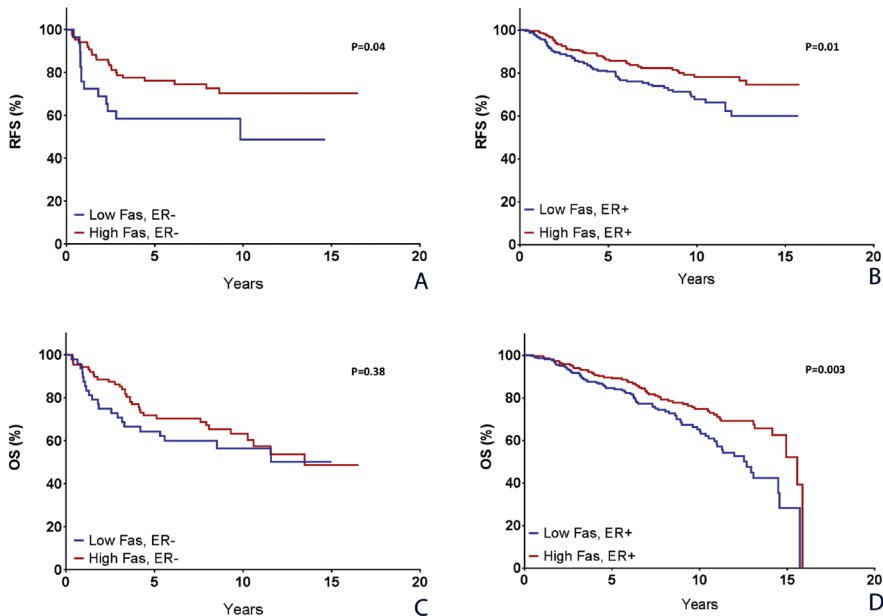 100
80
60
40
20
0
RFS (%)
P=0.04
Low Fas, ER-
High Fas, ER-
0 5 10 15 20
Years
A
100
80
60
40
20
0
RFS (%)
P=0.01
Low Fas, ER+
High Fas, ER+
0 5 10 15 20
Years
B
100
80
60
40
20
0
OS (%)
P=0.38
Low Fas, ER-
High Fas, ER-
0 5 10 15 20
Years
C
100
80
60
40
20
0
OS (%)
P=0.003
Low Fas, ER+
High Fas, ER+
0 5 10 15 20
Years
D